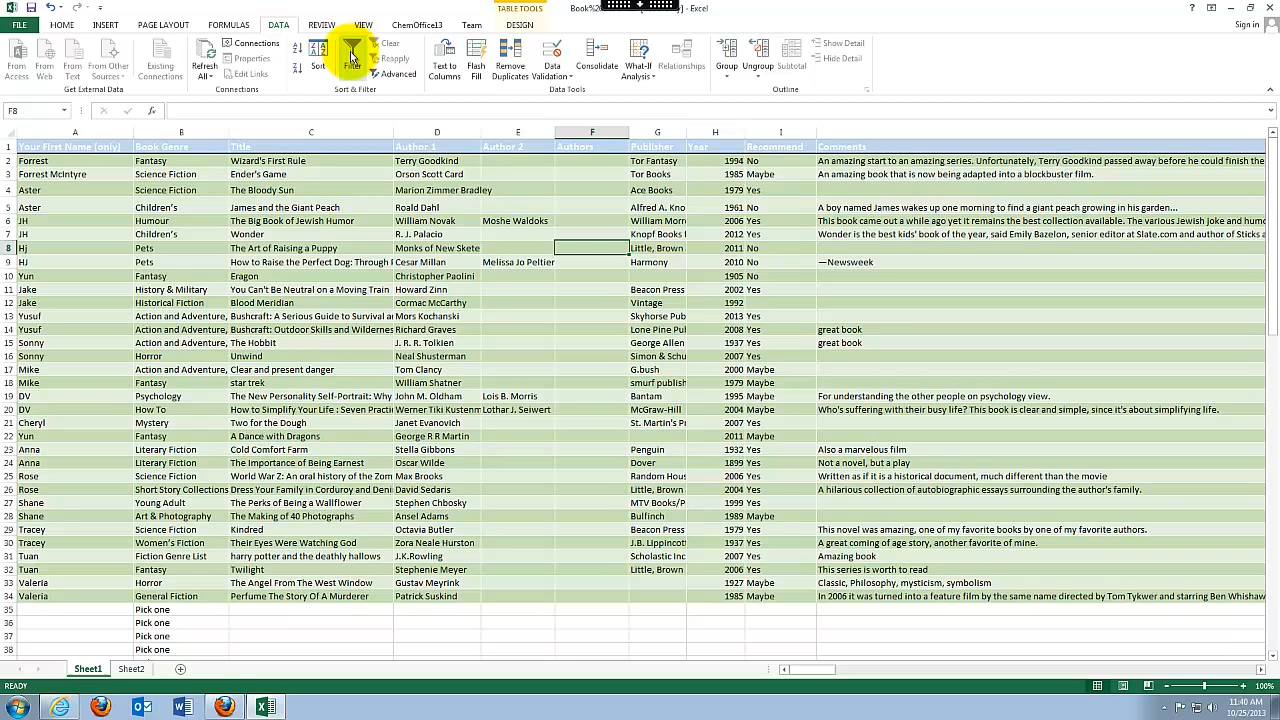 TABLE TOOLS
- Excel
FILE HOME INSERT PAGE LAYOUT FORMULAS DATA REVIEW VIEW ChemOffice13 Team DESIGN
Sign in
From Access From Web From Text From Other Sources Existing Connections Refresh All Connections Properties Edit Links Sort Filter Clear Reapply Advanced Text to Columns Flash Fill Remove Duplicates Data Validation Consolidate What-If Analysis Relationships Group Ungroup Subtotal Show Detail Hide Detail
Get External Data Connections Sort & Filter Data Tools Outline
F8
A B C D E F G H I
1 Your First Name (only) Book Genre Title Author 1 Author 2 Authors Publisher Year Recommend Comments
2 Forrest Fantasy Wizard's First Rule Terry Goodkind Tor Fantasy 1994 No An amazing start to an amazing series. Unfortunately, Terry Goodkind passed away before he could finish the
3 Forrest McIntyre Science Fiction Ender's Game Orson Scott Card Tor Books 1985 Maybe An amazing book that is now being adapted into a blockbuster film.
4 Aster Science Fiction The Bloody Sun Marion Zimmer Bradley Ace Books 1979 Yes
5 Aster Children's James and the Giant Peach Roald Dahl Alfred A. Kno 1961 No A boy named James wakes up one morning to find a giant peach growing in his garden...
6 JH Humour The Big Book of Jewish Humor William Novak Moshe Waldoks William Morr 2006 Yes This book came out a while ago yet it remains the best collection available. The various Jewish joke and humo
7 JH Children's Wonder R. J. Palacio Knopf Books 2012 Yes Wonder is the best kids' book of the year, said Emily Bazelon, senior editor at Slate.com and author of Sticks a
8 Hj Pets The Art of Raising a Puppy Monks of New Skete Little, Brown 2011 No
9 HJ Pets How to Raise the Perfect Dog: Through Cesar Millan Melissa Jo Peltier Harmony 2010 No —Newsweek
10 Yun Fantasy Eragon Christopher Paolini 1905 No
11 Jake History & Military You Can't Be Neutral on a Moving Train Howard Zinn Beacon Press 2002 Yes
12 Jake Historical Fiction Blood Meridian Cormac McCarthy Vintage 1992
13 Yusuf Action and Adventure, Bushcraft: A Serious Guide to Survival a Mors Kochanski Skyhorse Pub 2013 Yes
14 Yusuf Action and Adventure, Bushcraft: Outdoor Skills and Wildernes Richard Graves Lone Pine Pul 2008 Yes great book
15 Sonny Action and Adventure, The Hobbit J. R. R. Tolkien George Allen 1937 Yes great book
16 Sonny Horror Unwind Neal Shusterman Simon & Schu 2007 Yes
17 Mike Action and Adventure, Clear and present danger Tom Clancy G.bush 2000 Maybe
18 Mike Fantasy star trek William Shatner smurf publish 1979 Maybe
19 DV Psychology The New Personality Self-Portrait: Why John M. Oldham Lois B. Morris Bantam 1995 Maybe For understanding the other people on psychology view.
20 DV How To How to Simplify Your Life : Seven Practi Werner Tiki Kustenm Lothar J. Seiwert McGraw-Hill 2004 Maybe Who's suffering with their busy life? This book is clear and simple, since it's about simplifying life.
21 Cheryl Mystery Two for the Dough Janet Evanovich St. Martin's P 2007 Yes
22 Yun Fantasy A Dance with Dragons George R R Martin 2011 Maybe
23 Anna Literary Fiction Cold Comfort Farm Stella Gibbons Penguin 1932 Yes Also a marvelous film
24 Anna Literary Fiction The Importance of Being Earnest Oscar Wilde Dover 1899 Yes Not a novel, but a play
25 Rose Science Fiction World War Z: An oral history of the Zom Max Brooks Random Hous 2006 Yes Written as if it is a historical document, much different than the movie
26 Rose Short Story Collections Dress Your Family in Corduroy and Deni David Sedaris Little, Brown 2004 Yes A hilarious collection of autobiographic essays surrounding the author's family.
27 Shane Young Adult The Perks of Being a Wallflower Stephen Chbosky MTV Books/P 1999 Yes
28 Shane Art & Photography The Making of 40 Photographs Ansel Adams Bulfinch 1989 Maybe
29 Tracey Science Fiction Kindred Octavia Butler Beacon Press 1979 Yes This novel was amazing, one of my favorite books by one of my favorite authors.
30 Tracey Women's Fiction Their Eyes Were Watching God Zora Neale Hurston J.B. Lippincot 1937 Yes A great coming of age story, another favorite of mine.
31 Tuan Fiction Genre List harry potter and the deathly hallows J.K.Rowling Scholastic Inc 2007 Yes Amazing book
32 Tuan Fantasy Twilight Stephenie Meyer Little, Brown 2006 Yes This series is worth to read
33 Valeria Horror The Angel From The West Window Gustav Meyrink 1927 Maybe Classic, Philosophy, mysticism, symbolism
34 Valeria General Fiction Perfume The Story Of A Murderer Patrick Suskind 1985 Maybe In 2006 it was turned into a feature film by the same name directed by Tom Tykwer and starring Ben Whishaw
35 Pick one
36 Pick one
37 Pick one
38 Pick one
Sheet1 Sheet2
READY 100%
11:40 AM
10/25/2013